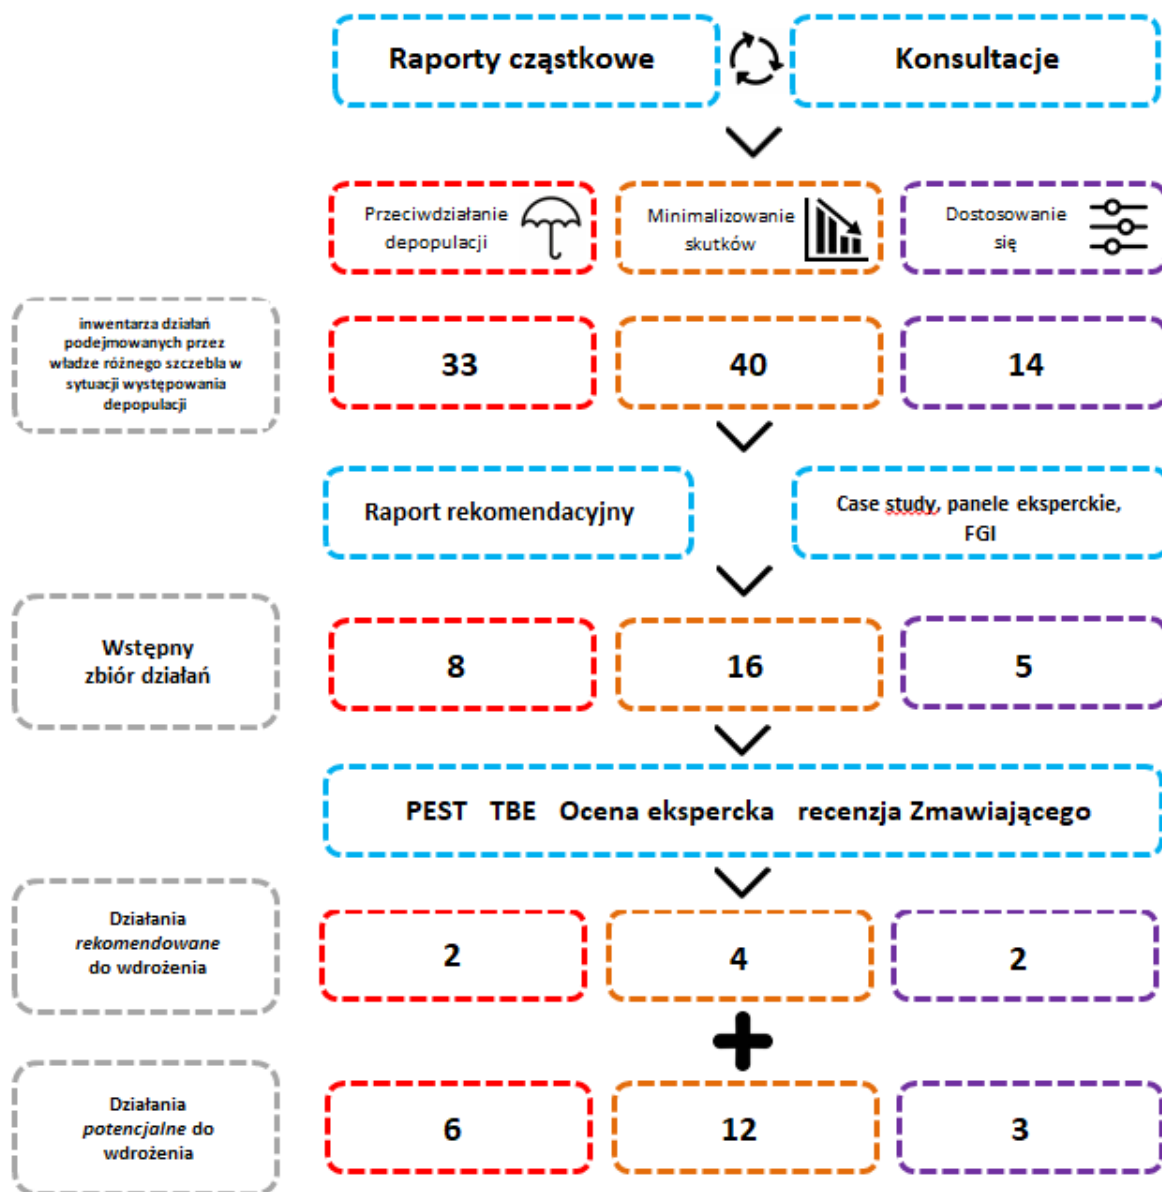 Raporty cząstkowe
Konsultacje
Przeciwdziałanie
depopulacji
Minimalizowanie
skutków
Dostosowanie
się
inwentarza działań
podejmowanych przez
władze różnego szczebla w
sytuacji występowania
depopulacji
33
40
14
Raport rekomendacyjny
Case study, panele eksperckie,
FGI
Wstępny
zbiór działań
8
16
5
PEST TBE Ocena ekspercka recenzja Zmawiającego
Działania
rekomendowane
do wdrożenia
2
4
2
Działania
potencjalne do
wdrożenia
6
12
3